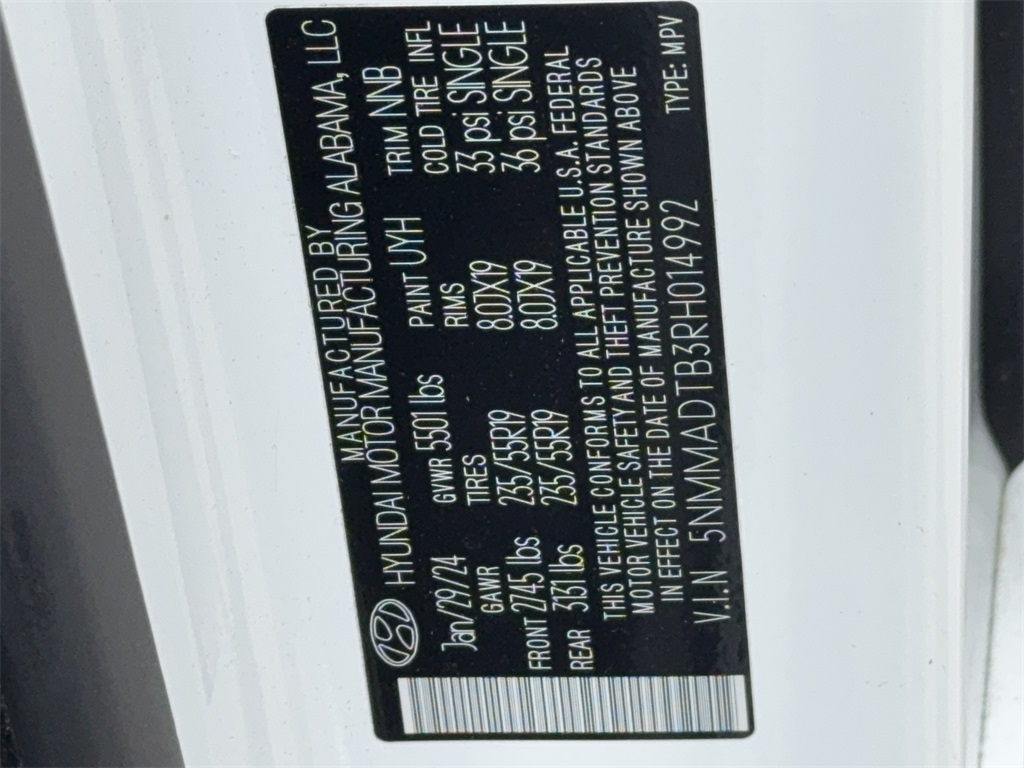 MANUFACTURED BY
HYUNDAI MOTOR MANUFACTURING ALABAMA, LLC
Jan/29/24 GVWR 5501 lbs PAINT UYH TRIM NNB
GAWR TIRES RIMS COLD TIRE INFL
FRONT 2745 lbs 235/55R19 8.0JX19 33 psi SINGLE
REAR 3131 lbs 235/55R19 8.0JX19 36 psi SINGLE
THIS VEHICLE CONFORMS TO ALL APPLICABLE U.S.A. FEDERAL
MOTOR VEHICLE SAFETY AND THEFT PREVENTION STANDARDS
IN EFFECT ON THE DATE OF MANUFACTURE SHOWN ABOVE
V.I.N 5NMMADTB3RH014992 TYPE: MPV